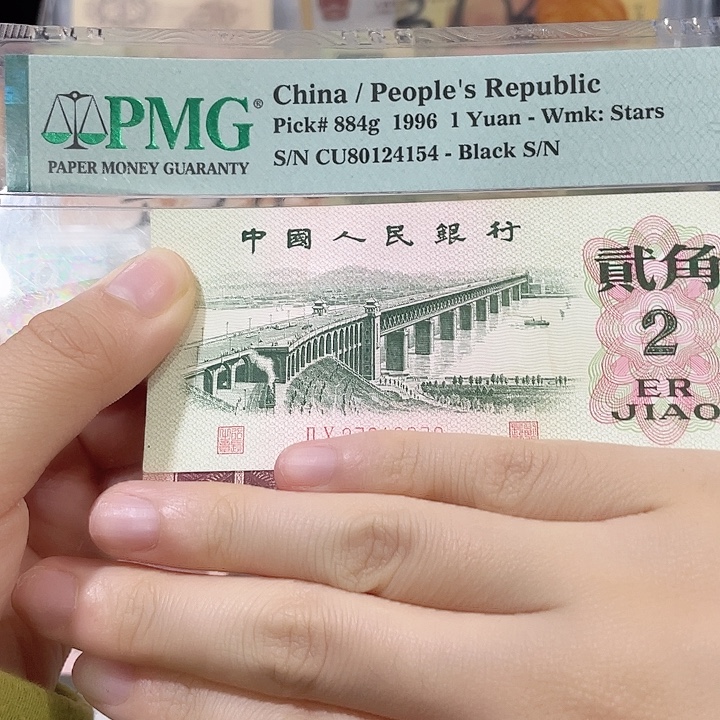 PMG®
PAPER MONEY GUARANTY
China / People's Republic
Pick# 884g 1996 1 Yuan - Wmk: Stars
S/N CU80124154 - Black S/N
中國人民銀行
貳角
2
ER
JIAO